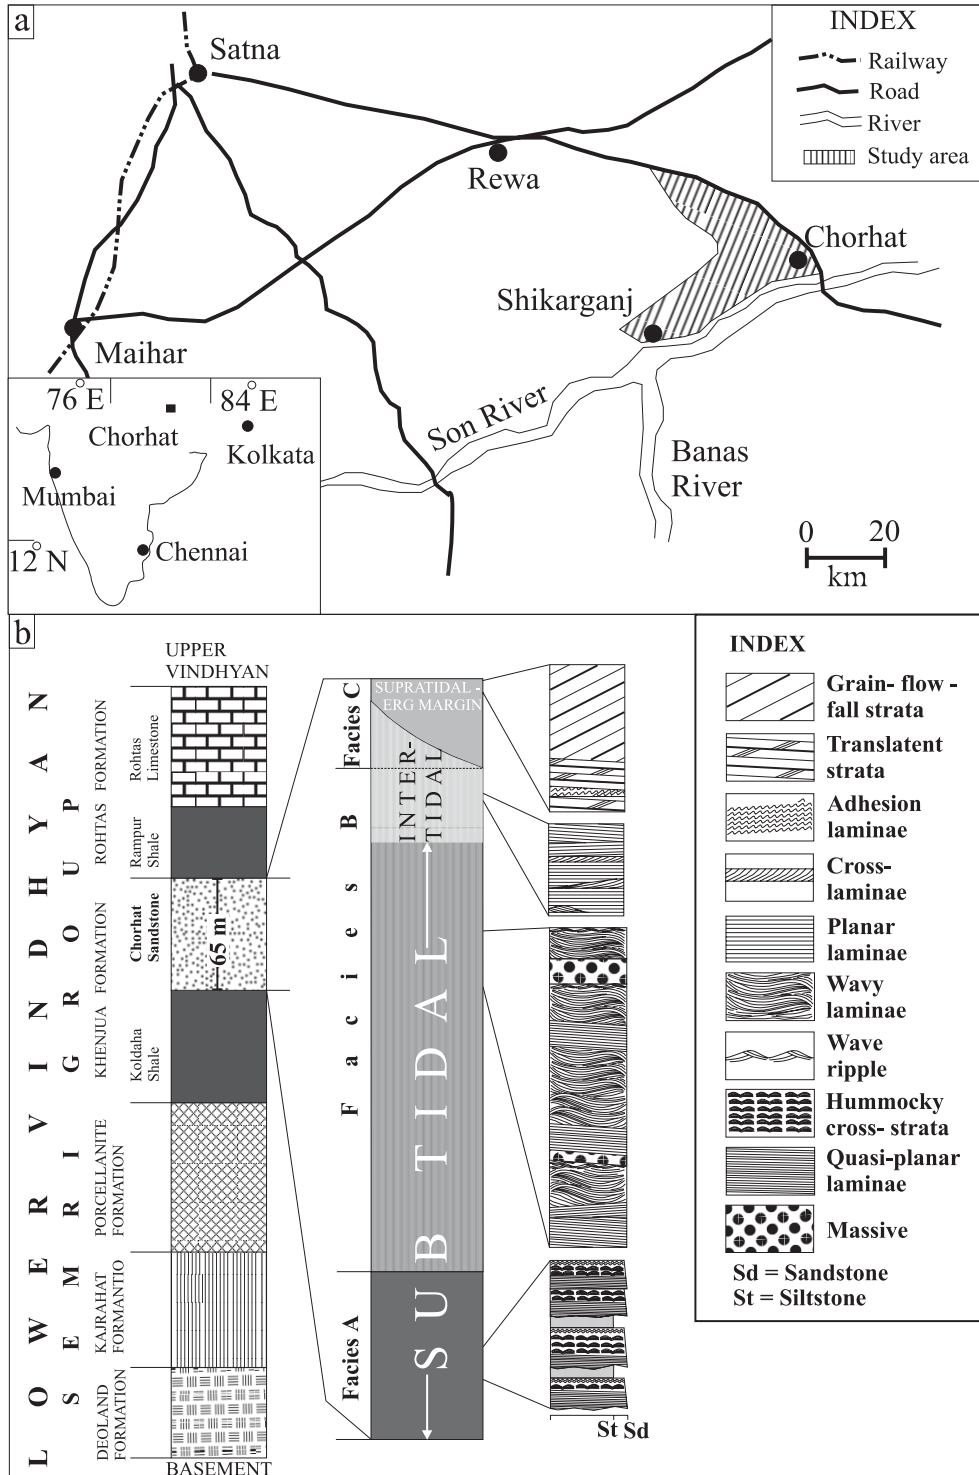 a
Satna
Rewa
Chorhat
Shikarganj
Maihar
Son River
Banas
River
0 20
km
INDEX
Railway
Road
River
Study area
76°E
84°E
Chorhat
Kolkata
Mumbai
Chennai
12°N
b
LOWER VINDHYAN
SEMRI GROUP
UPPER
VINDHYAN
ROHTAS FORMATION
Rohtas
Limestone
Rampur
Shale
KHENJUA FORMATION
Chorhat
Sandstone
65 m
Koldaha
Shale
PORCELLANITE
FORMATION
KAJRAHAT
FORMANTIO
DEOLAND
FORMATION
BASEMENT
Facies C
Facies B
Facies A
SUPRATIDAL -
ERG MARGIN
INTER-
TIDAL
SUBTIDAL
St Sd
INDEX
Grain- flow -
fall strata
Translatent
strata
Adhesion
laminae
Cross-
laminae
Planar
laminae
Wavy
laminae
Wave
ripple
Hummocky
cross- strata
Quasi-planar
laminae
Massive
Sd = Sandstone
St = Siltstone